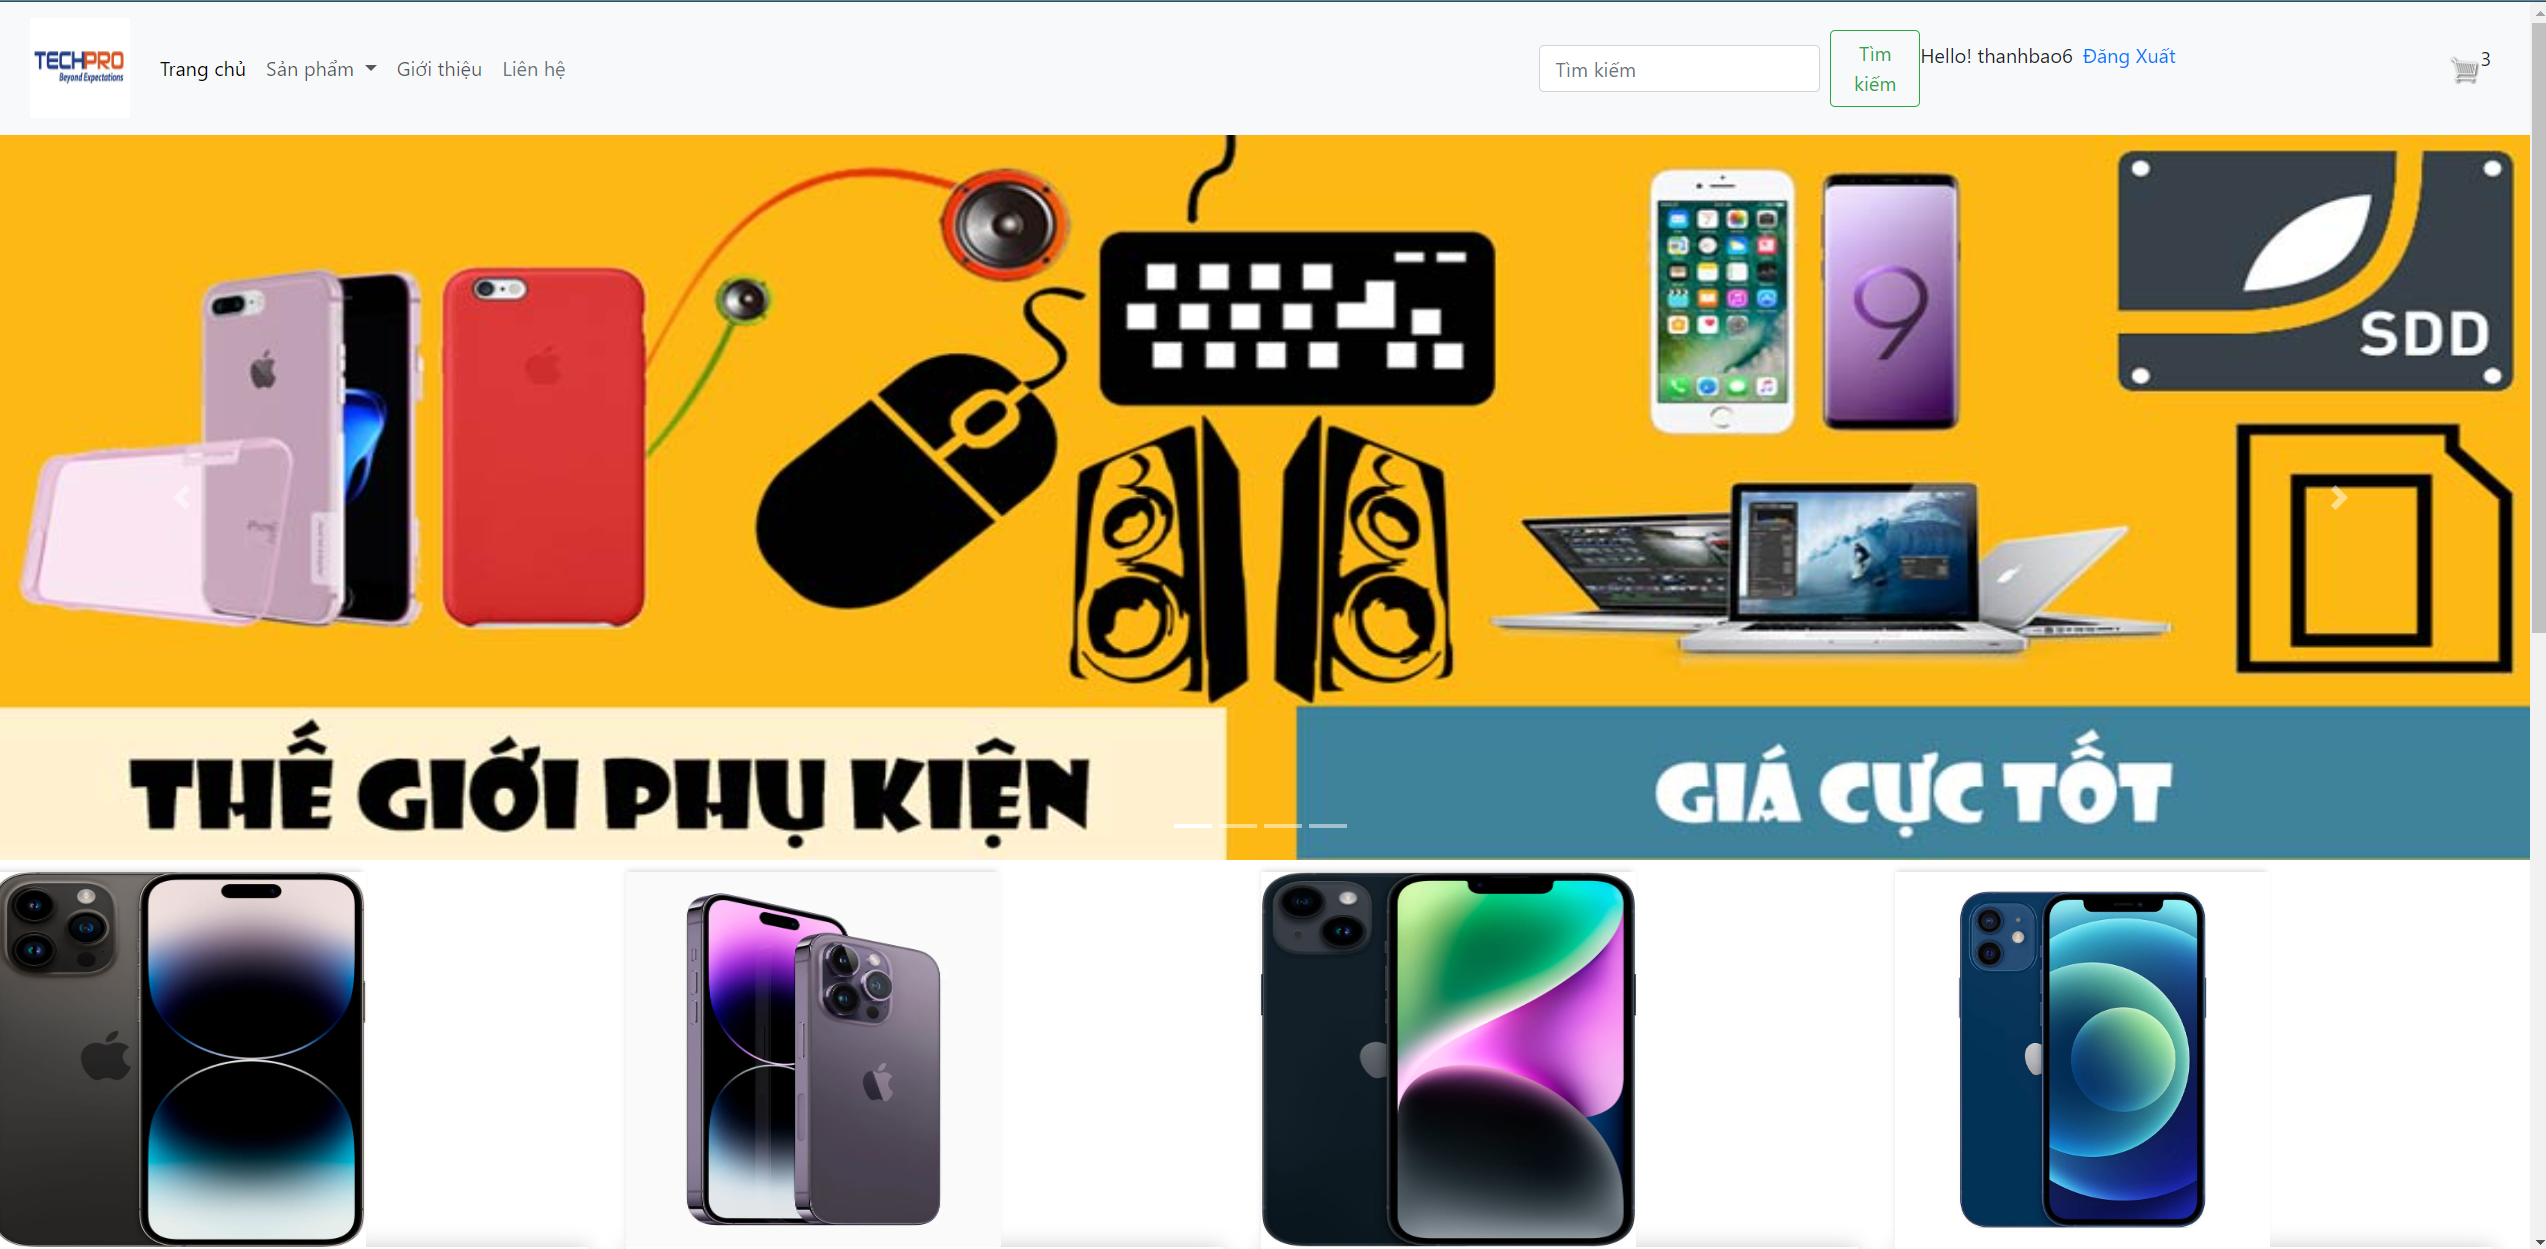 TECHPRO
Beyond Expectations
Trang chủ
Sản phẩm
Giới thiệu
Liên hệ
Tìm kiếm
Tìm
kiếm
Hello! thanhbao6 Đăng Xuất
3
9
SDD
THẾ GIỚI PHỤ KIỆN
GIÁ CỰC TỐT